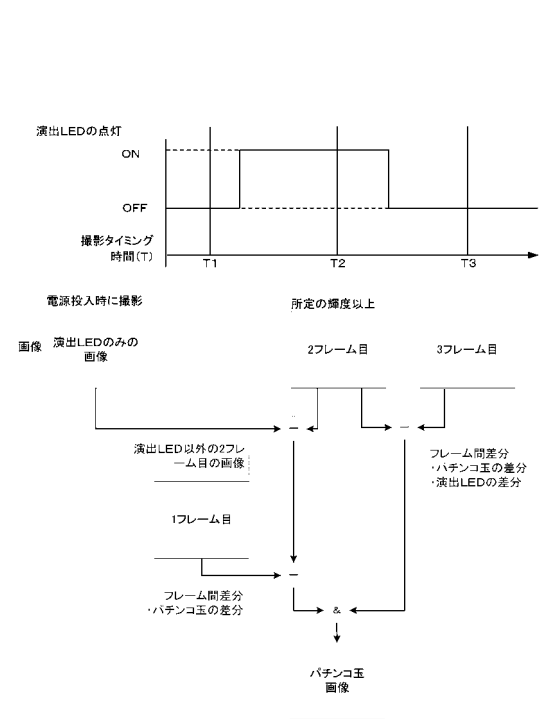 演出LEDの点灯
ON
OFF
撮影タイミング
時間(T)
T1
T2
T3
電源投入時に撮影
所定の輝度以上
画像
演出LEDのみの
画像
2フレーム目
3フレーム目
−
−
演出LED以外の2フレ
ーム目の画像
フレーム間差分
・パチンコ玉の差分
・演出LEDの差分
1フレーム目
−
フレーム間差分
・パチンコ玉の差分
&
パチンコ玉
画像